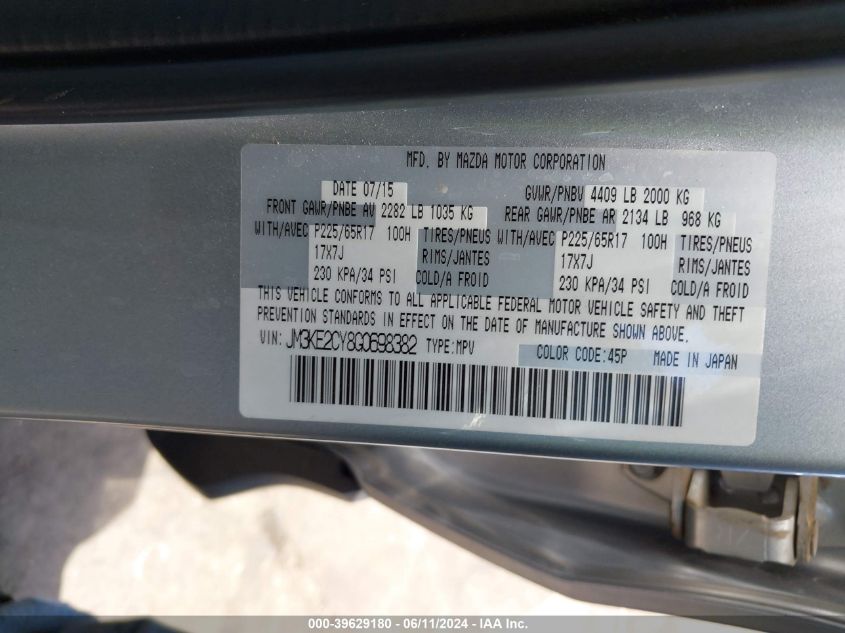 MFD. BY MAZDA MOTOR CORPORATION
DATE 07/15 GVWR/PNBV 4409 LB 2000 KG
FRONT GAWR/PNBE AV 2282 LB 1035 KG REAR GAWR/PNBE AR 2134 LB 968 KG
WITH/AVEC P225/65R17 100H TIRES/PNEUS WITH/AVEC P225/65R17 100H TIRES/PNEUS
17X7J RIMS/JANTES 17X7J RIMS/JANTES
230 KPA/34 PSI COLD/A FROID 230 KPA/34 PSI COLD/A FROID
THIS VEHICLE CONFORMS TO ALL APPLICABLE FEDERAL MOTOR VEHICLE SAFETY AND THEFT
PREVENTION STANDARDS IN EFFECT ON THE DATE OF MANUFACTURE SHOWN ABOVE.
VIN: JM3KE2CY8G0698382 TYPE:MPV COLOR CODE:45P MADE IN JAPAN
000-39629180 - 06/11/2024 - IAA Inc.